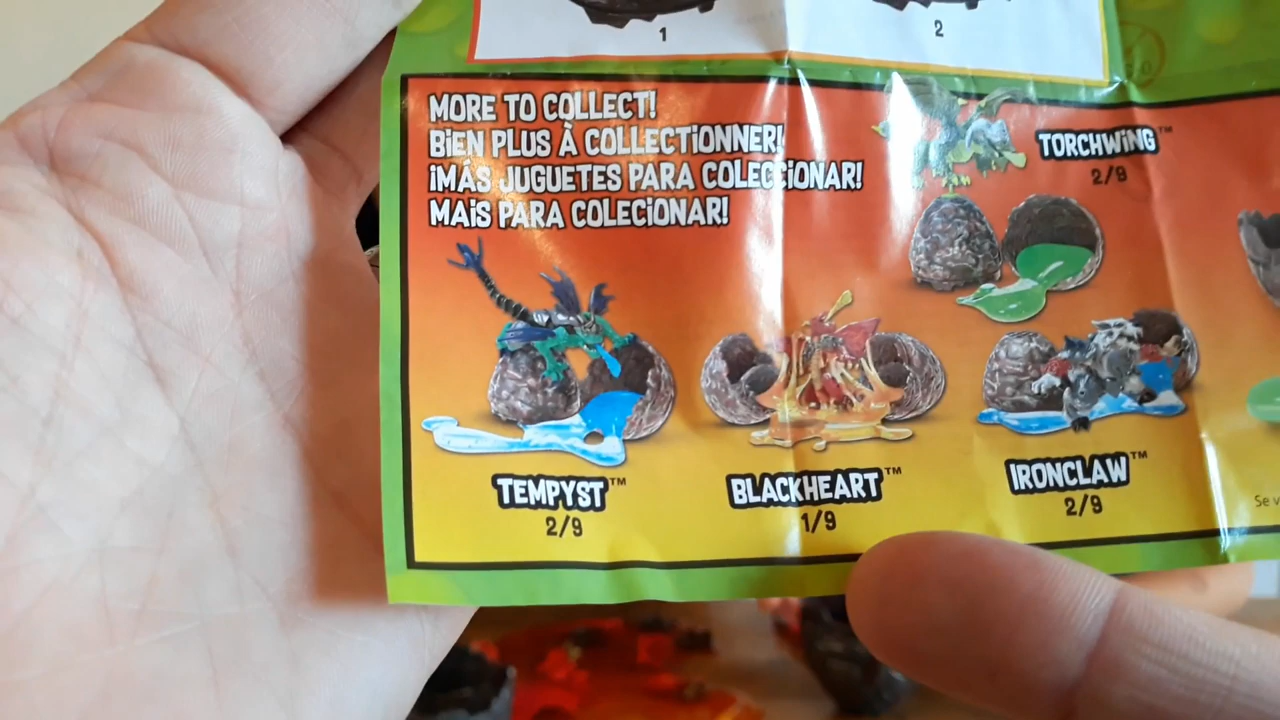 1
2
MORE TO COLLECT!
BiEN PLUS À COLLECTiONNER!
¡MÁS JUGUETES PARA COLECCiONAR!
MAiS PARA COLECiONAR!
TORCHWiNG™
2/9
TEMPYST™
2/9
BLACKHEART™
1/9
IRONCLAW™
2/9
Se